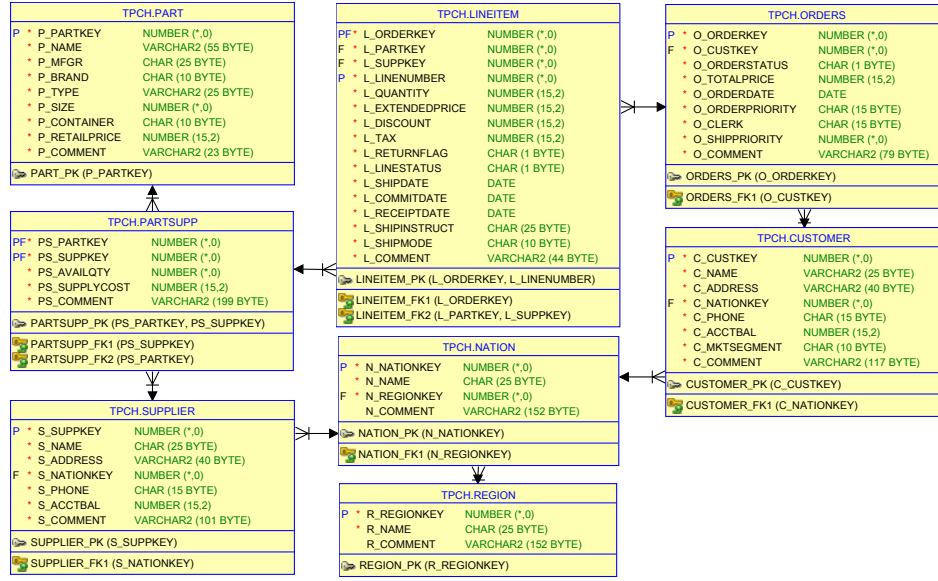 TPCH.PART
P * P_PARTKEY NUMBER (*,0)
* P_NAME VARCHAR2 (55 BYTE)
* P_MFGR CHAR (25 BYTE)
* P_BRAND CHAR (10 BYTE)
* P_TYPE VARCHAR2 (25 BYTE)
* P_SIZE NUMBER (*,0)
* P_CONTAINER CHAR (10 BYTE)
* P_RETAILPRICE NUMBER (15,2)
* P_COMMENT VARCHAR2 (23 BYTE)
PART_PK (P_PARTKEY)
TPCH.PARTSUPP
PF* PS_PARTKEY NUMBER (*,0)
PF* PS_SUPPKEY NUMBER (*,0)
* PS_AVAILQTY NUMBER (*,0)
* PS_SUPPLYCOST NUMBER (15,2)
* PS_COMMENT VARCHAR2 (199 BYTE)
PARTSUPP_PK (PS_PARTKEY, PS_SUPPKEY)
PARTSUPP_FK1 (PS_SUPPKEY)
PARTSUPP_FK2 (PS_PARTKEY)
TPCH.SUPPLIER
P * S_SUPPKEY NUMBER (*,0)
* S_NAME CHAR (25 BYTE)
* S_ADDRESS VARCHAR2 (40 BYTE)
F * S_NATIONKEY NUMBER (*,0)
* S_PHONE CHAR (15 BYTE)
* S_ACCTBAL NUMBER (15,2)
* S_COMMENT VARCHAR2 (101 BYTE)
SUPPLIER_PK (S_SUPPKEY)
SUPPLIER_FK1 (S_NATIONKEY)
TPCH.LINEITEM
PF* L_ORDERKEY NUMBER (*,0)
F * L_PARTKEY NUMBER (*,0)
F * L_SUPPKEY NUMBER (*,0)
P * L_LINENUMBER NUMBER (*,0)
* L_QUANTITY NUMBER (15,2)
* L_EXTENDEDPRICE NUMBER (15,2)
* L_DISCOUNT NUMBER (15,2)
* L_TAX NUMBER (15,2)
* L_RETURNFLAG CHAR (1 BYTE)
* L_LINESTATUS CHAR (1 BYTE)
* L_SHIPDATE DATE
* L_COMMITDATE DATE
* L_RECEIPTDATE DATE
* L_SHIPINSTRUCT CHAR (25 BYTE)
* L_SHIPMODE CHAR (10 BYTE)
* L_COMMENT VARCHAR2 (44 BYTE)
LINEITEM_PK (L_ORDERKEY, L_LINENUMBER)
LINEITEM_FK1 (L_ORDERKEY)
LINEITEM_FK2 (L_PARTKEY, L_SUPPKEY)
TPCH.NATION
P * N_NATIONKEY NUMBER (*,0)
* N_NAME CHAR (25 BYTE)
F * N_REGIONKEY NUMBER (*,0)
N_COMMENT VARCHAR2 (152 BYTE)
NATION_PK (N_NATIONKEY)
NATION_FK1 (N_REGIONKEY)
TPCH.REGION
P * R_REGIONKEY NUMBER (*,0)
* R_NAME CHAR (25 BYTE)
R_COMMENT VARCHAR2 (152 BYTE)
REGION_PK (R_REGIONKEY)
TPCH.ORDERS
P * O_ORDERKEY NUMBER (*,0)
F * O_CUSTKEY NUMBER (*,0)
* O_ORDERSTATUS CHAR (1 BYTE)
* O_TOTALPRICE NUMBER (15,2)
* O_ORDERDATE DATE
* O_ORDERPRIORITY CHAR (15 BYTE)
* O_CLERK CHAR (15 BYTE)
* O_SHIPPRIORITY NUMBER (*,0)
* O_COMMENT VARCHAR2 (79 BYTE)
ORDERS_PK (O_ORDERKEY)
ORDERS_FK1 (O_CUSTKEY)
TPCH.CUSTOMER
P * C_CUSTKEY NUMBER (*,0)
* C_NAME VARCHAR2 (25 BYTE)
* C_ADDRESS VARCHAR2 (40 BYTE)
F * C_NATIONKEY NUMBER (*,0)
* C_PHONE CHAR (15 BYTE)
* C_ACCTBAL NUMBER (15,2)
* C_MKTSEGMENT CHAR (10 BYTE)
* C_COMMENT VARCHAR2 (117 BYTE)
CUSTOMER_PK (C_CUSTKEY)
CUSTOMER_FK1 (C_NATIONKEY)